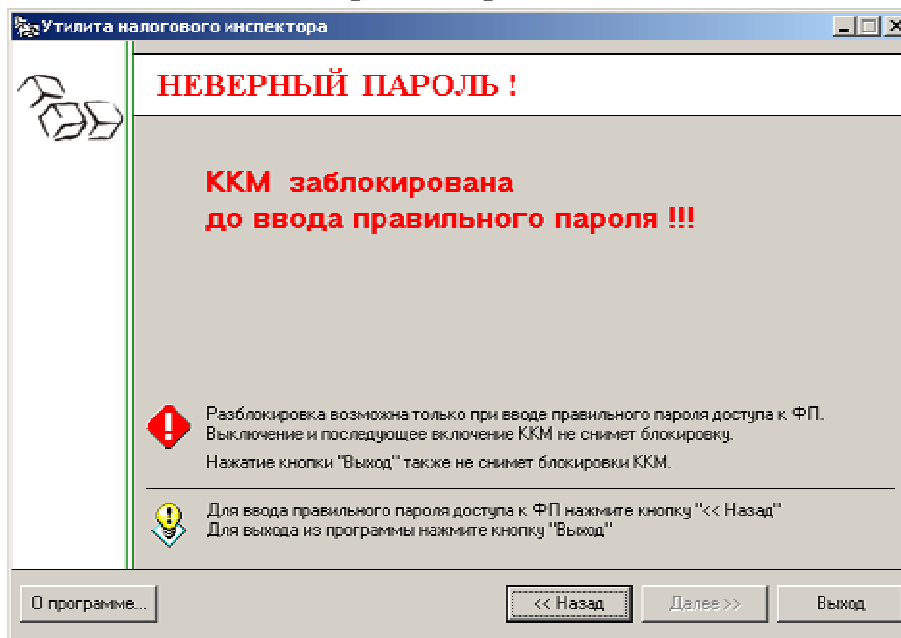 Утилита налогового инспектора
НЕВЕРНЫЙ ПАРОЛЬ !
ККМ заблокирована
до ввода правильного пароля !!!
Разблокировка возможна только при вводе правильного пароля доступа к ФП.
Выключение и последующее включение ККМ не снимет блокировку.
Нажатие кнопки "Выход" также не снимет блокировки ККМ.
Для ввода правильного пароля доступа к ФП нажмите кнопку "<< Назад"
Для выхода из программы нажмите кнопку "Выход"
О программе... << Назад Далее >> Выход